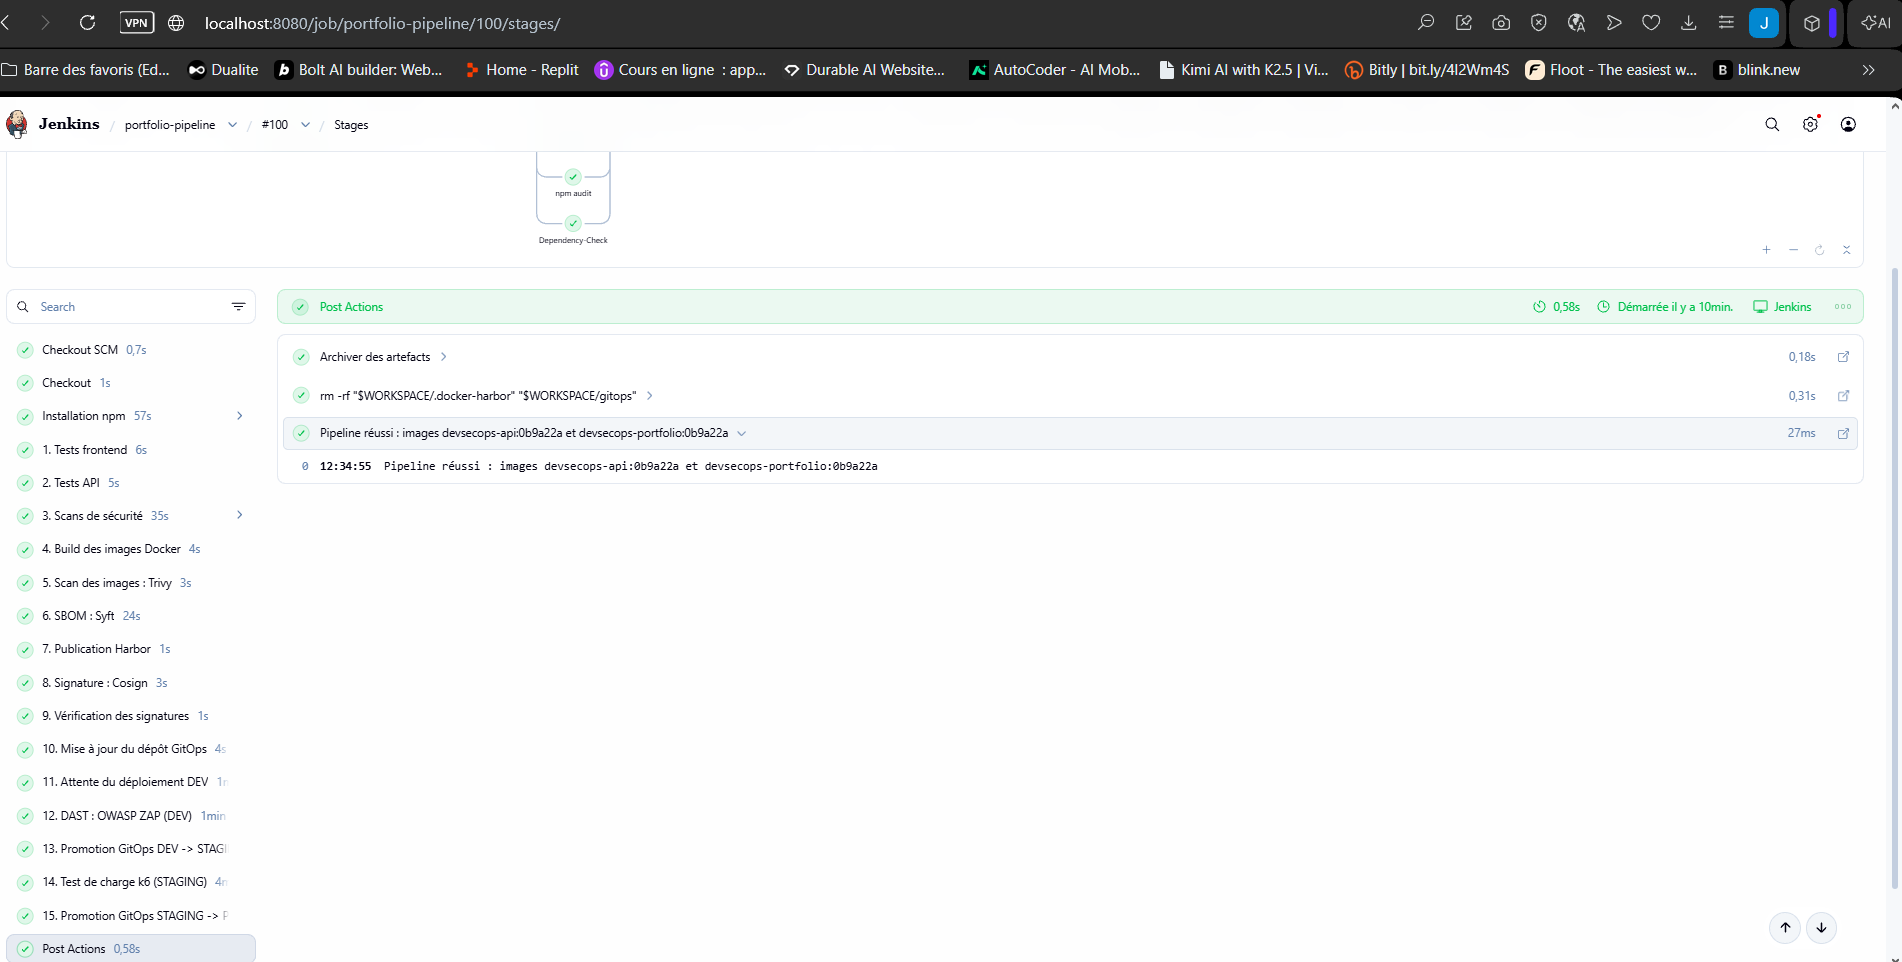 VPN
localhost:8080/job/portfolio-pipeline/100/stages/
J
AI
Barre des favoris (Ed...
Dualite
Bolt AI builder: Web...
Home - Replit
Cours en ligne : app...
Durable AI Website...
AutoCoder - AI Mob...
Kimi AI with K2.5 | Vi...
Bitly | bit.ly/4l2Wm4S
Floot - The easiest w...
B blink.new
Jenkins / portfolio-pipeline / #100 / Stages
npm audit
Dependency-Check
Search
Checkout SCM 0,7s
Checkout 1s
Installation npm 57s
1. Tests frontend 6s
2. Tests API 5s
3. Scans de sécurité 35s
4. Build des images Docker 4s
5. Scan des images : Trivy 3s
6. SBOM : Syft 24s
7. Publication Harbor 1s
8. Signature : Cosign 3s
9. Vérification des signatures 1s
10. Mise à jour du dépôt GitOps 4s
11. Attente du déploiement DEV 1
12. DAST : OWASP ZAP (DEV) 1min
13. Promotion GitOps DEV -> STAGI
14. Test de charge k6 (STAGING) 4
15. Promotion GitOps STAGING -> P
Post Actions 0,58s
Post Actions
0,58s
Démarrée il y a 10min.
Jenkins
Archiver des artefacts
0,18s
rm -rf "$WORKSPACE/.docker-harbor" "$WORKSPACE/gitops"
0,31s
Pipeline réussi : images devsecops-api:0b9a22a et devsecops-portfolio:0b9a22a
27ms
0 12:34:55 Pipeline réussi : images devsecops-api:0b9a22a et devsecops-portfolio:0b9a22a